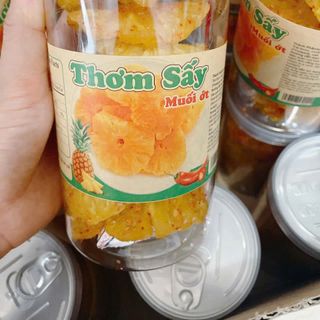 Thơm Sấy
Muối ớt